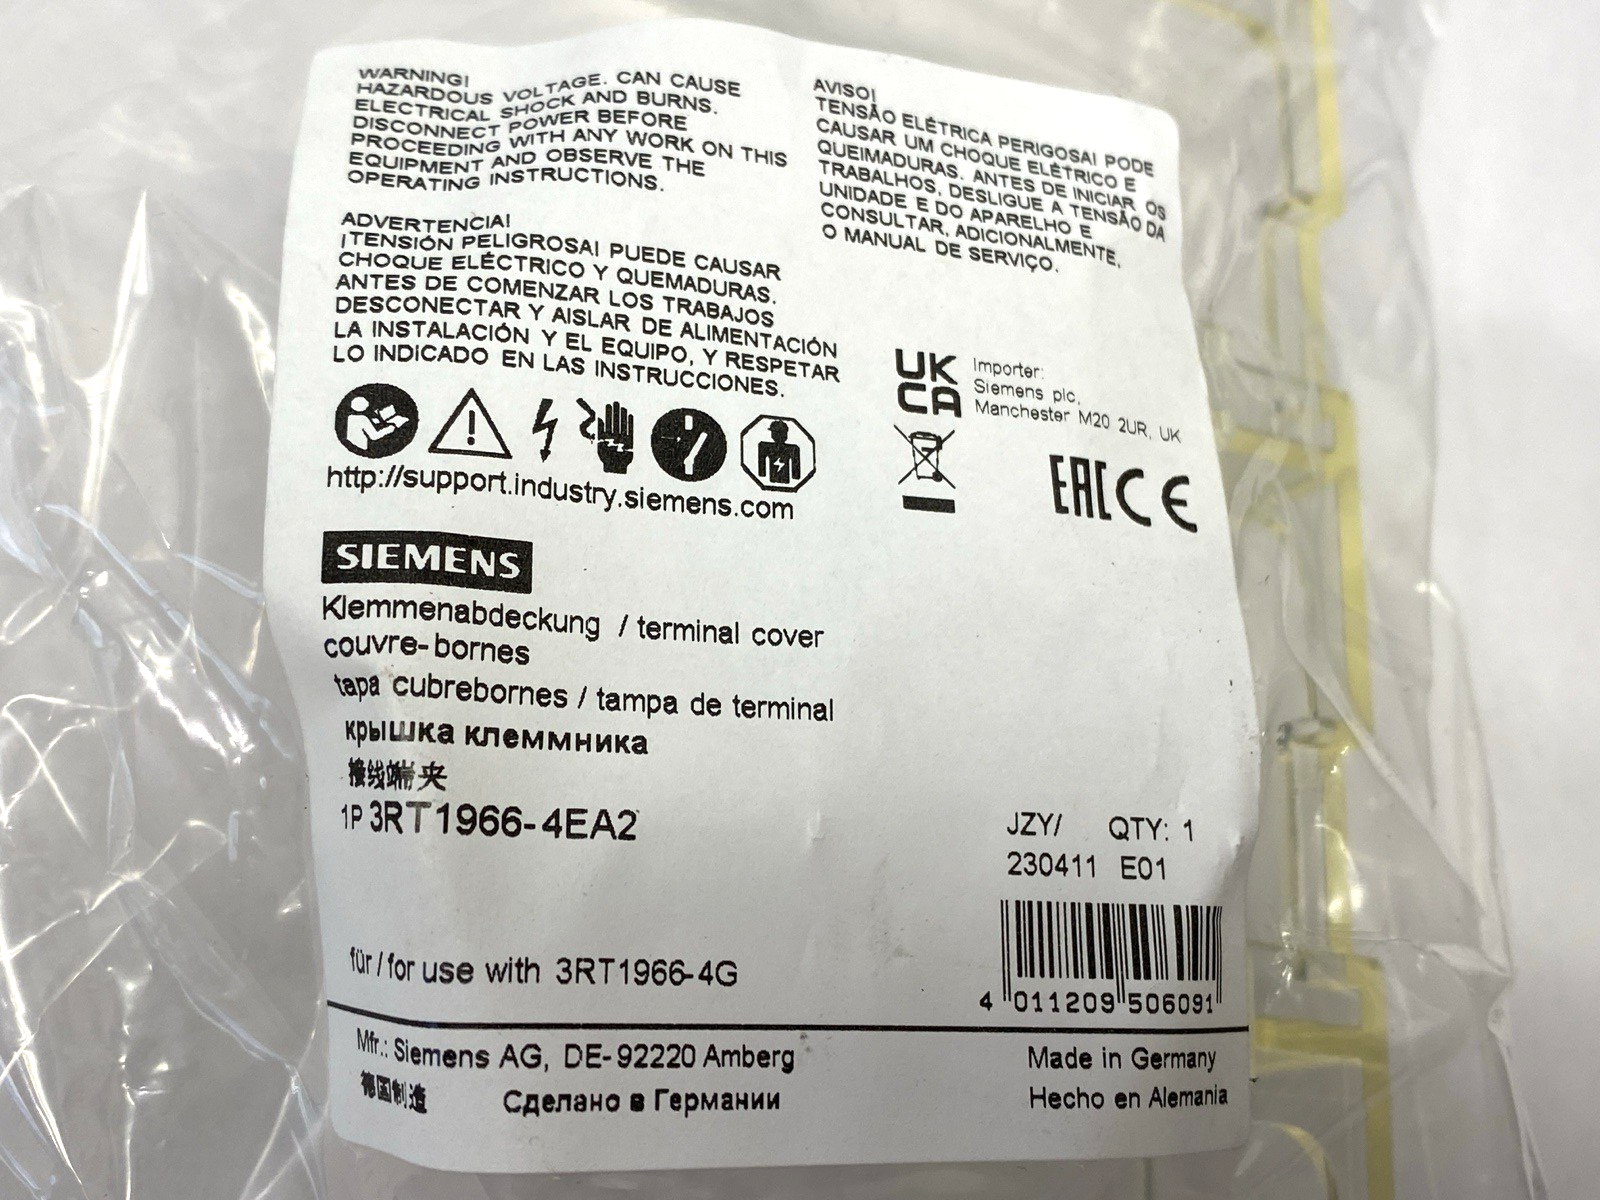 WARNING!
HAZARDOUS VOLTAGE. CAN CAUSE
ELECTRICAL SHOCK AND BURNS.
DISCONNECT POWER BEFORE
PROCEEDING WITH ANY WORK ON THIS
EQUIPMENT AND OBSERVE THE
OPERATING INSTRUCTIONS.
ADVERTENCIA!
¡TENSIÓN PELIGROSA! PUEDE CAUSAR
CHOQUE ELÉCTRICO Y QUEMADURAS.
ANTES DE COMENZAR LOS TRABAJOS
DESCONECTAR Y AISLAR DE ALIMENTACIÓN
LA INSTALACIÓN Y EL EQUIPO, Y RESPETAR
LO INDICADO EN LAS INSTRUCCIONES.
http://support.industry.siemens.com
AVISO!
TENSÃO ELÉTRICA PERIGOSA! PODE
CAUSAR UM CHOQUE ELÉTRICO E
QUEIMADURAS. ANTES DE INICIAR OS
TRABALHOS, DESLIGUE A TENSÃO DA
UNIDADE E DO APARELHO E
CONSULTAR, ADICIONALMENTE,
O MANUAL DE SERVIÇO.
UK
CA
Importer:
Siemens plc,
Manchester M20 2UR, UK
EAC CE
SIEMENS
Klemmenabdeckung / terminal cover
couvre-bornes
tapa cubrebornes / tampa de terminal
крышка клеммника
接线端夹
1P 3RT1966-4EA2
JZY/ QTY: 1
230411 E01
für / for use with 3RT1966-4G
4 011209 506091
Mfr.: Siemens AG, DE-92220 Amberg
Made in Germany
德国制造 Сделано в Германии
Hecho en Alemania